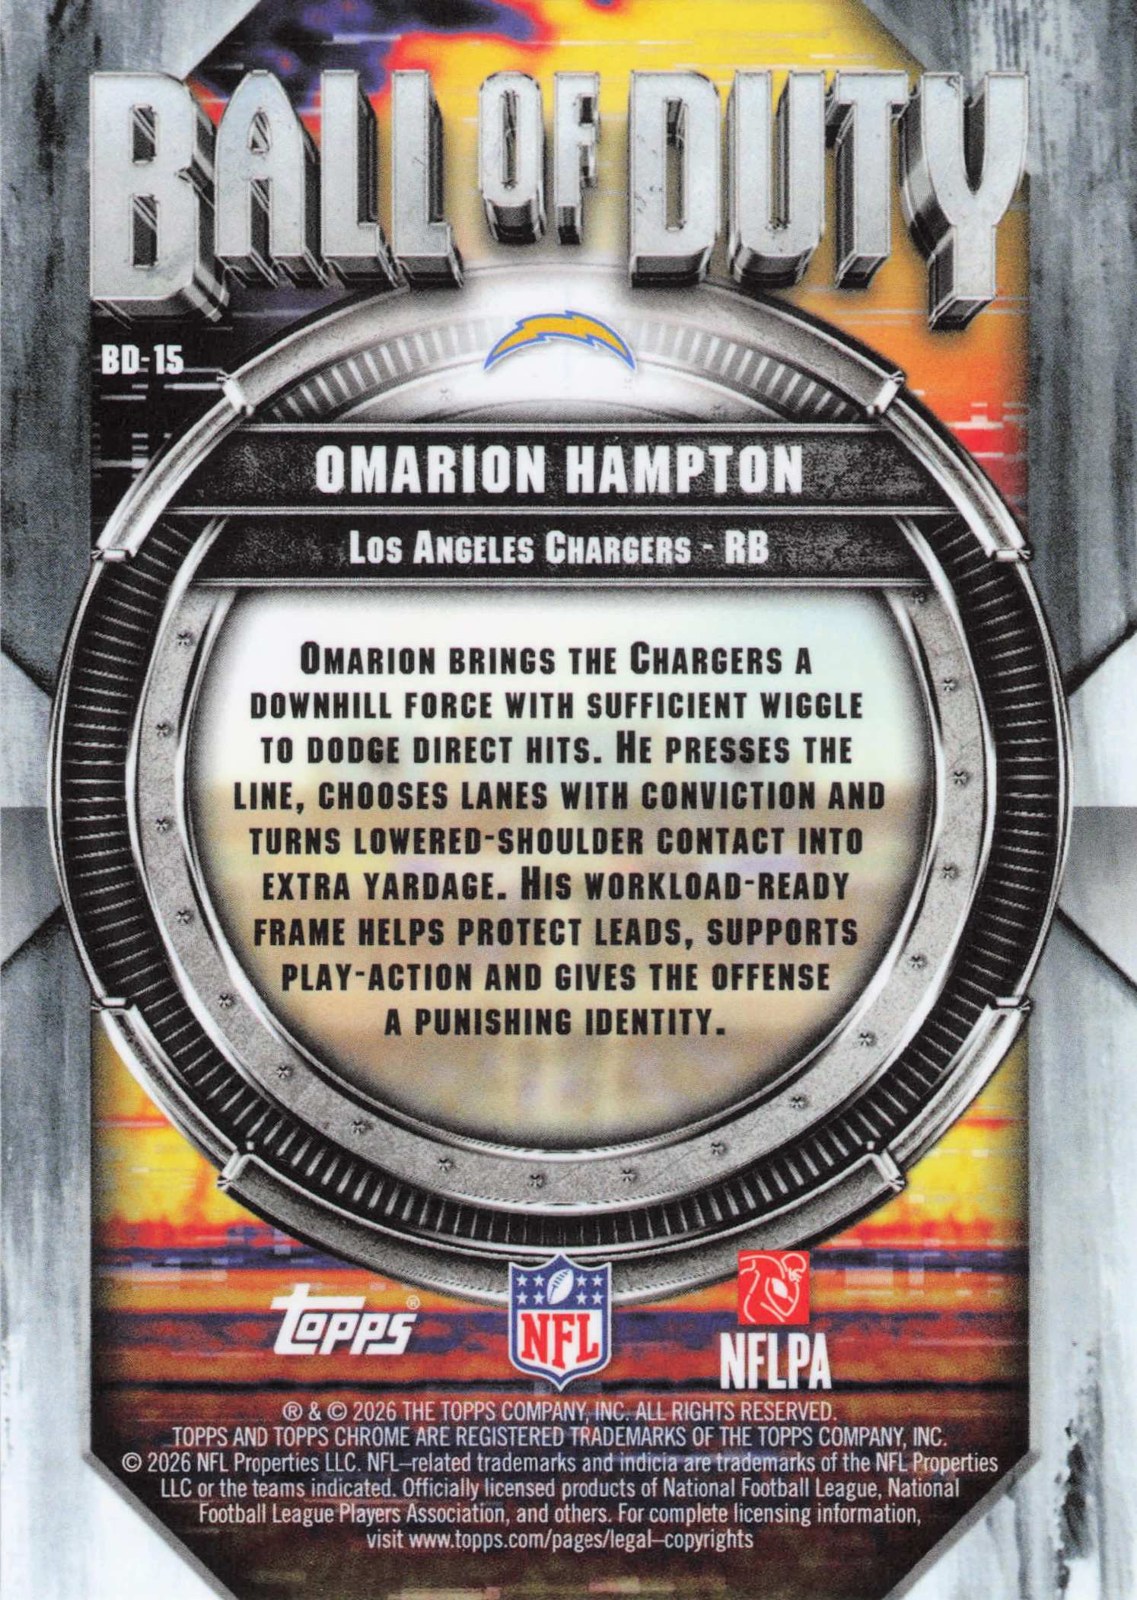 BALL OF DUTY
BD-15
OMARION HAMPTON
LOS ANGELES CHARGERS - RB
OMARION BRINGS THE CHARGERS A
DOWNHILL FORCE WITH SUFFICIENT WIGGLE
TO DODGE DIRECT HITS. HE PRESSES THE
LINE, CHOOSES LANES WITH CONVICTION AND
TURNS LOWERED-SHOULDER CONTACT INTO
EXTRA YARDAGE. HIS WORKLOAD-READY
FRAME HELPS PROTECT LEADS, SUPPORTS
PLAY-ACTION AND GIVES THE OFFENSE
A PUNISHING IDENTITY.
topps®
NFL
NFLPA
® & © 2026 THE TOPPS COMPANY, INC. ALL RIGHTS RESERVED.
TOPPS AND TOPPS CHROME ARE REGISTERED TRADEMARKS OF THE TOPPS COMPANY, INC.
© 2026 NFL Properties LLC. NFL–related trademarks and indicia are trademarks of the NFL Properties
LLC or the teams indicated. Officially licensed products of National Football League, National
Football League Players Association, and others. For complete licensing information,
visit www.topps.com/pages/legal–copyrights